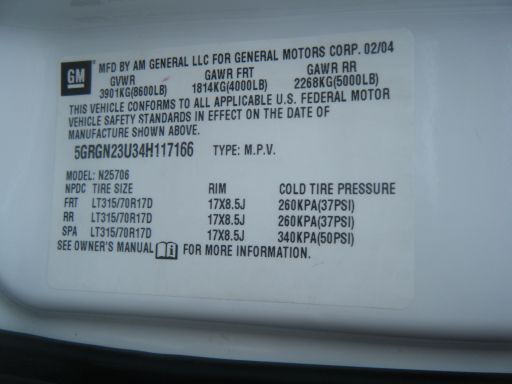 GM
MFD BY AM GENERAL LLC FOR GENERAL MOTORS CORP. 02/04
GVWR GAWR FRT GAWR RR
3901KG(8600LB) 1814KG(4000LB) 2268KG(5000LB)
THIS VEHICLE CONFORMS TO ALL APPLICABLE U.S. FEDERAL MOTOR
VEHICLE SAFETY STANDARDS IN EFFECT ON THE DATE OF
MANUFACTURE SHOWN ABOVE.
5GRGN23U34H117166 TYPE: M.P.V.
MODEL: N25706
NPDC TIRE SIZE RIM COLD TIRE PRESSURE
FRT LT315/70R17D 17X8.5J 260KPA(37PSI)
RR LT315/70R17D 17X8.5J 260KPA(37PSI)
SPA LT315/70R17D 17X8.5J 340KPA(50PSI)
SEE OWNER'S MANUAL FOR MORE INFORMATION.